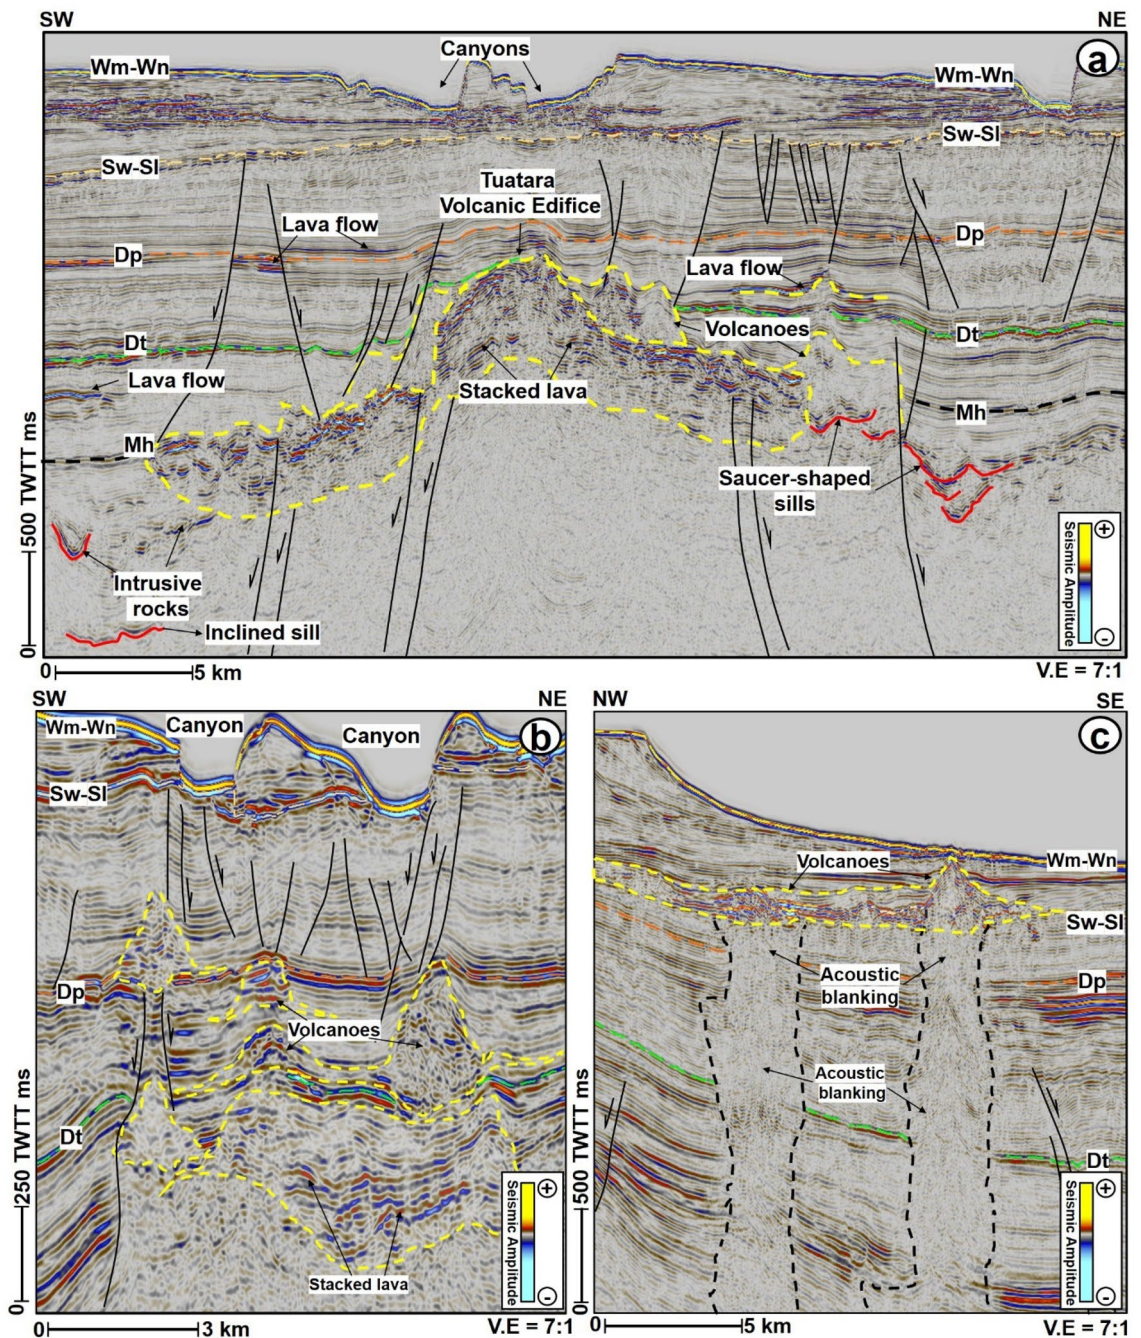 SW
NE
Canyons
a
Wm-Wn
Wm-Wn
Sw-Sl
Sw-Sl
Tuatara
Volcanic Edifice
Lava flow
Dp
Dp
Lava flow
Volcanoes
Dt
Dt
Lava flow
Stacked lava
Mh
Mh
Saucer-shaped
sills
Intrusive
rocks
Inclined sill
500 TWTT ms
0
Seismic Amplitude
+
-
0
5 km
V.E = 7:1
SW
NE
Wm-Wn
Canyon
Canyon
b
Sw-Sl
Dp
Volcanoes
Dt
Stacked lava
250 TWTT ms
0
Seismic Amplitude
+
-
0
3 km
V.E = 7:1
NW
SE
c
Volcanoes
Wm-Wn
Sw-Sl
Acoustic
blanking
Dp
Acoustic
blanking
Dt
500 TWTT ms
0
Seismic Amplitude
+
-
0
5 km
V.E = 7:1